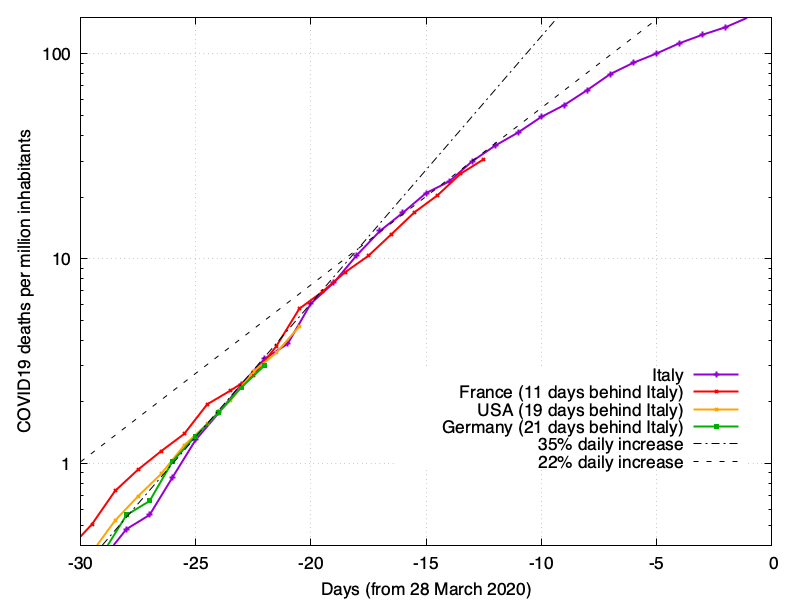 100
10
1
COVID19 deaths per million inhabitants
Italy
France (11 days behind Italy)
USA (19 days behind Italy)
Germany (21 days behind Italy)
35% daily increase
22% daily increase
-30 -25 -20 -15 -10 -5 0
Days (from 28 March 2020)